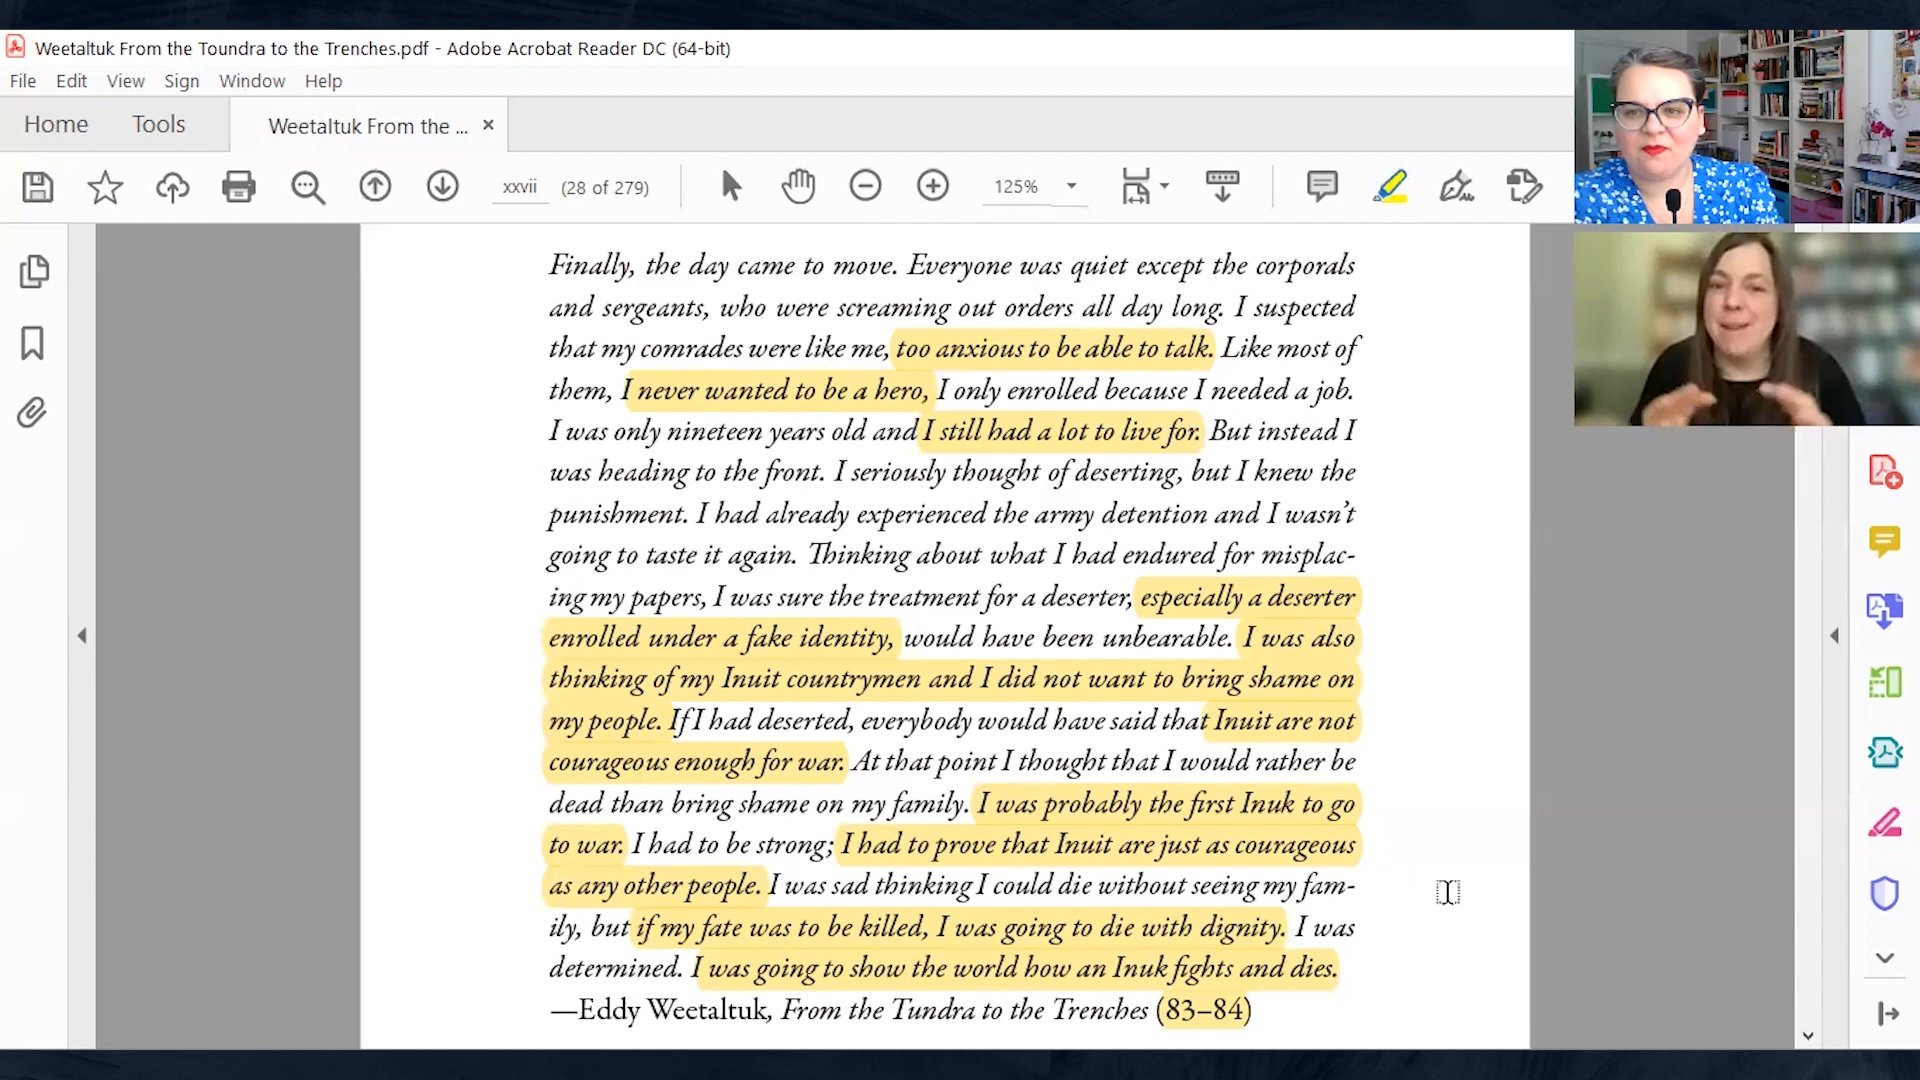 Weetaltuk From the Toundra to the Trenches.pdf - Adobe Acrobat Reader DC (64-bit)
File Edit View Sign Window Help
Home Tools Weetaltuk From the ...
xxvii (28 of 279) 125%
Finally, the day came to move. Everyone was quiet except the corporals
and sergeants, who were screaming out orders all day long. I suspected
that my comrades were like me, too anxious to be able to talk. Like most of
them, I never wanted to be a hero, I only enrolled because I needed a job.
I was only nineteen years old and I still had a lot to live for. But instead I
was heading to the front. I seriously thought of deserting, but I knew the
punishment. I had already experienced the army detention and I wasn't
going to taste it again. Thinking about what I had endured for misplac-
ing my papers, I was sure the treatment for a deserter, especially a deserter
enrolled under a fake identity, would have been unbearable. I was also
thinking of my Inuit countrymen and I did not want to bring shame on
my people. If I had deserted, everybody would have said that Inuit are not
courageous enough for war. At that point I thought that I would rather be
dead than bring shame on my family. I was probably the first Inuk to go
to war. I had to be strong; I had to prove that Inuit are just as courageous
as any other people. I was sad thinking I could die without seeing my fam-
ily, but if my fate was to be killed, I was going to die with dignity. I was
determined. I was going to show the world how an Inuk fights and dies.
—Eddy Weetaltuk, From the Tundra to the Trenches (83–84)